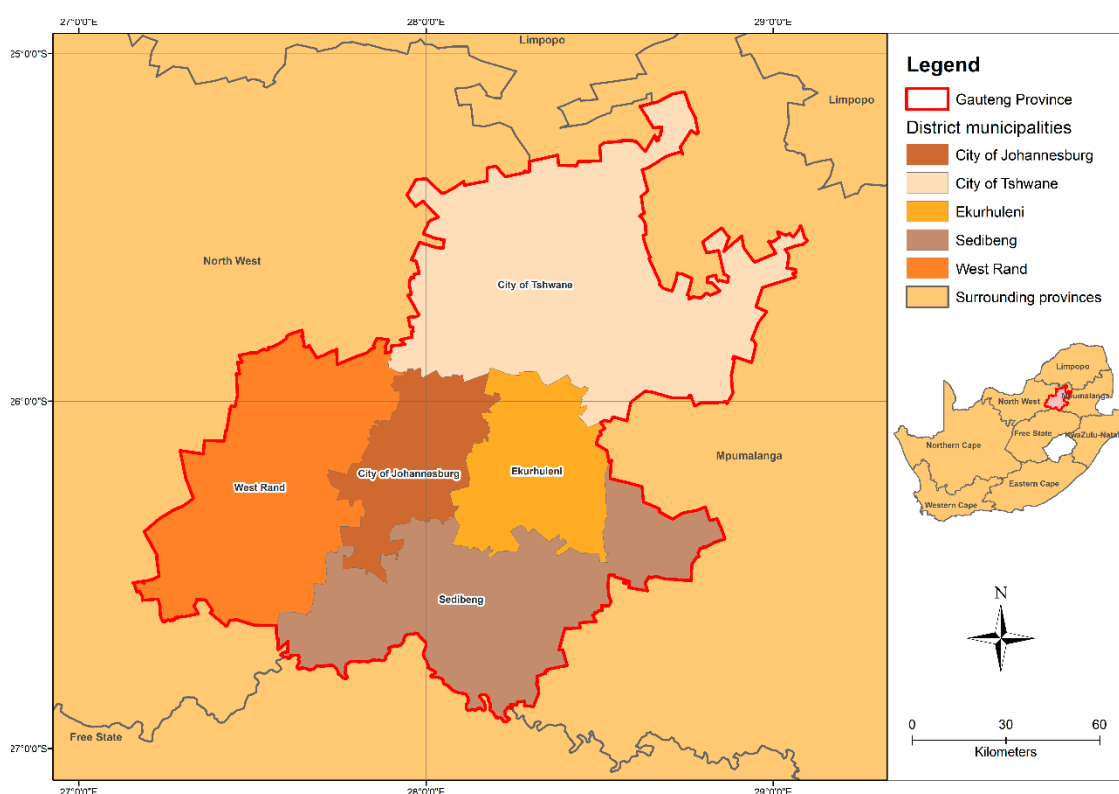 27°0'0"E 28°0'0"E 29°0'0"E
25°0'0"S
Limpopo
Limpopo
North West
City of Tshwane
26°0'0"S
Mpumalanga
City of Johannesburg
Ekurhuleni
West Rand
Sedibeng
Free State
27°0'0"S
27°0'0"E 28°0'0"E 29°0'0"E
Legend
Gauteng Province
District municipalities
City of Johannesburg
City of Tshwane
Ekurhuleni
Sedibeng
West Rand
Surrounding provinces
Limpopo
North West
Mpumalanga
Free State
KwaZulu-Natal
Northern Cape
Eastern Cape
Western Cape
N
0 30 60
Kilometers